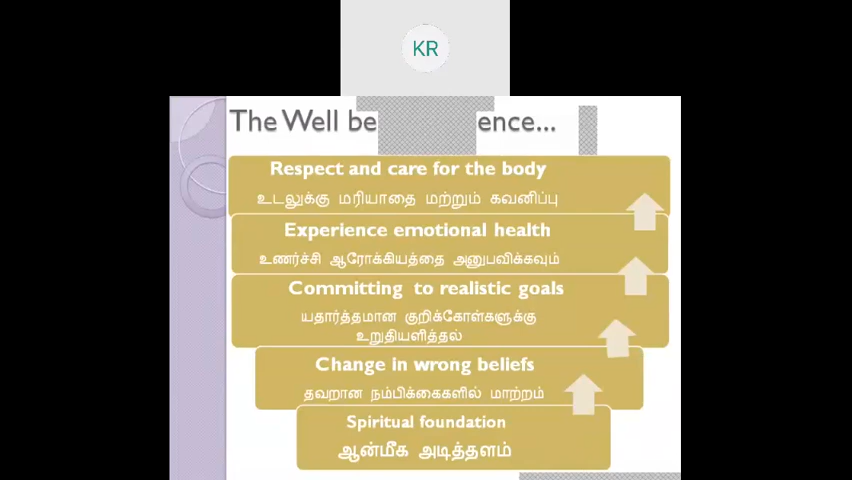 KR
The Well be ence...
Respect and care for the body
உடலுக்கு மரியாதை மற்றும் கவனிப்பு
Experience emotional health
உணர்ச்சி ஆரோக்கியத்தை அனுபவிக்கவும்
Committing to realistic goals
யதார்த்தமான குறிக்கோள்களுக்கு
உறுதியளித்தல்
Change in wrong beliefs
தவறான நம்பிக்கைகளில் மாற்றம்
Spiritual foundation
ஆன்மீக அடித்தளம்